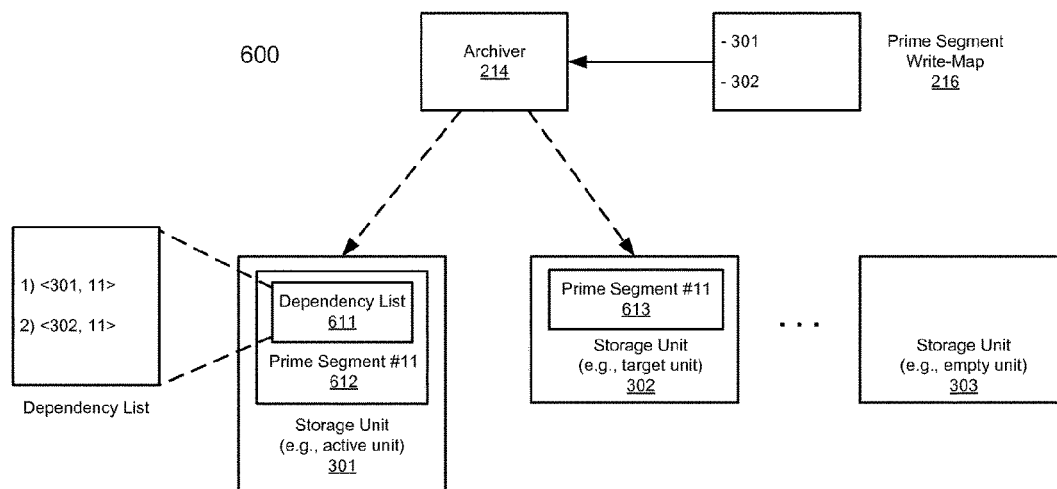 600
Archiver
214
- 301
- 302
Prime Segment
Write-Map
216
1) <301, 11>
2) <302, 11>
Dependency List
Dependency List
611
Prime Segment #11
612
Storage Unit
(e.g., active unit)
301
Prime Segment #11
613
Storage Unit
(e.g., target unit)
302
. . .
Storage Unit
(e.g., empty unit)
303